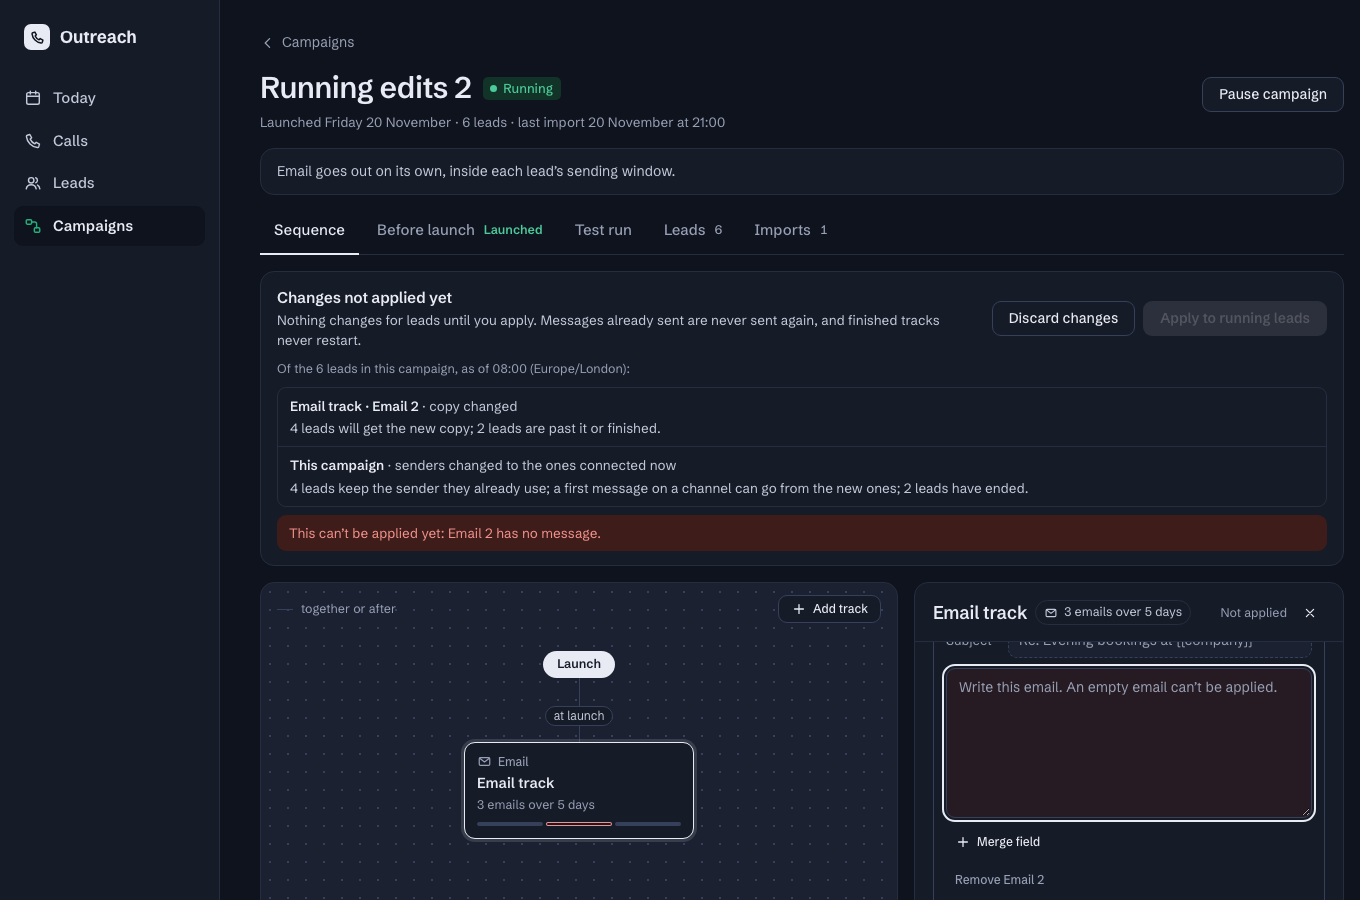 Outreach
Today
Calls
Leads
Campaigns
Campaigns
Running edits 2
Running
Pause campaign
Launched Friday 20 November · 6 leads · last import 20 November at 21:00
Email goes out on its own, inside each lead’s sending window.
Sequence
Before launch Launched
Test run
Leads 6
Imports 1
Changes not applied yet
Nothing changes for leads until you apply. Messages already sent are never sent again, and finished tracks
never restart.
Discard changes
Apply to running leads
Of the 6 leads in this campaign, as of 08:00 (Europe/London):
Email track · Email 2 · copy changed
4 leads will get the new copy; 2 leads are past it or finished.
This campaign · senders changed to the ones connected now
4 leads keep the sender they already use; a first message on a channel can go from the new ones; 2 leads have ended.
This can’t be applied yet: Email 2 has no message.
together or after
Add track
Launch
at launch
Email
Email track
3 emails over 5 days
Email track
3 emails over 5 days
Not applied
Subject
Re: Evening bookings at {{company}}
Write this email. An empty email can’t be applied.
Merge field
Remove Email 2